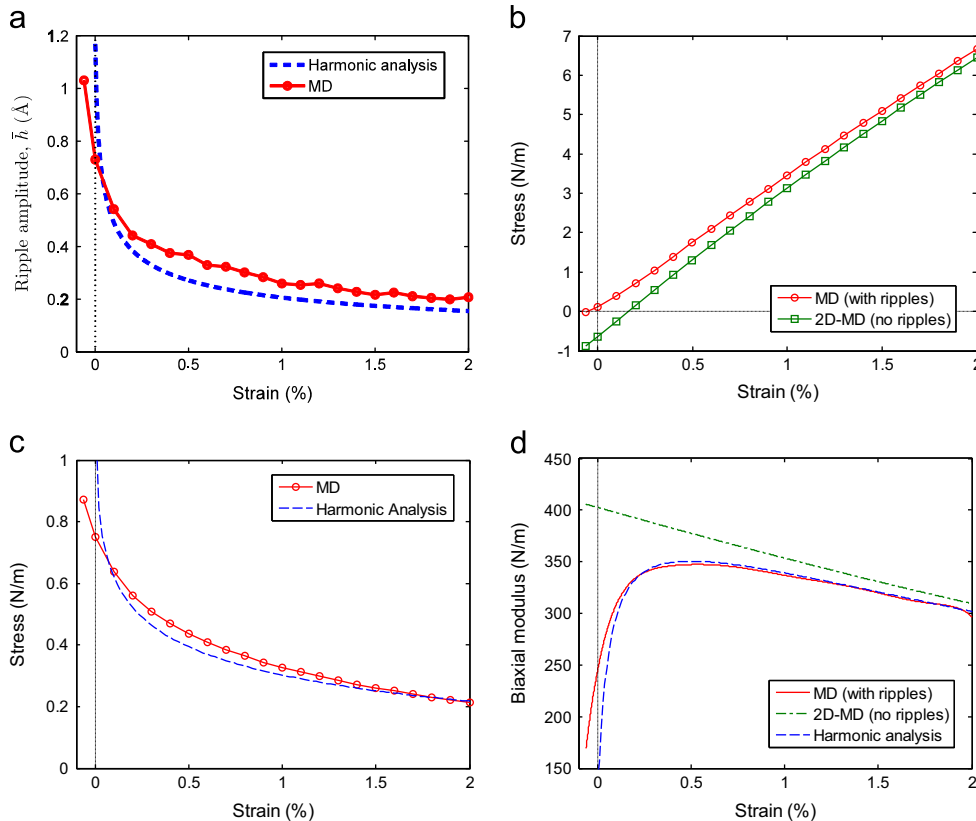 a
1.2
1
0.8
0.6
0.4
0.2
0
Ripple amplitude, h̄ (Å)
Harmonic analysis
MD
0
0.5
1
1.5
2
Strain (%)
b
7
6
5
4
3
2
1
0
-1
Stress (N/m)
MD (with ripples)
2D-MD (no ripples)
0
0.5
1
1.5
2
Strain (%)
c
1
0.8
0.6
0.4
0.2
0
Stress (N/m)
MD
Harmonic Analysis
0
0.5
1
1.5
2
Strain (%)
d
450
400
350
300
250
200
150
Biaxial modulus (N/m)
MD (with ripples)
2D-MD (no ripples)
Harmonic analysis
0
0.5
1
1.5
2
Strain (%)